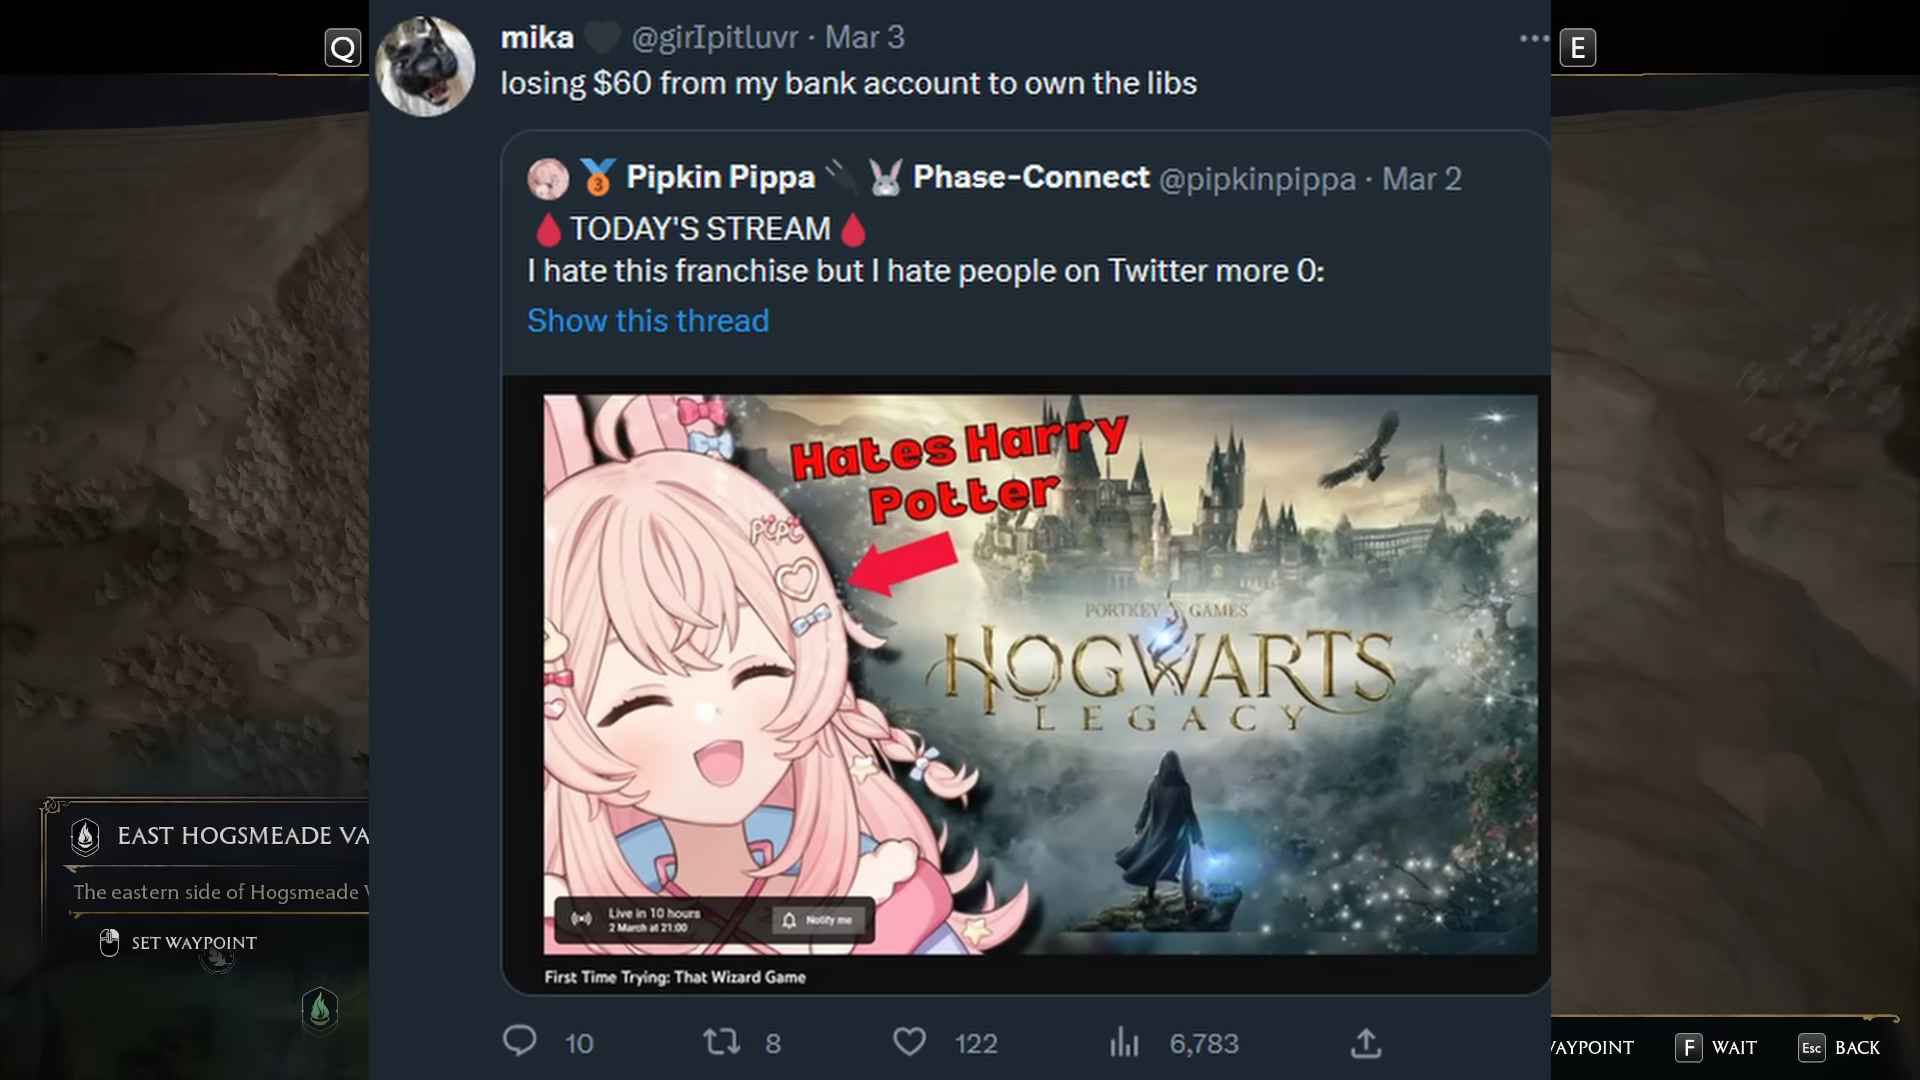 Q
E
mika 🖤 @girIpitluvr · Mar 3
losing $60 from my bank account to own the libs
🥉 Pipkin Pippa 🔌 🐰 Phase-Connect @pipkinpippa · Mar 2
🩸 TODAY'S STREAM 🩸
I hate this franchise but I hate people on Twitter more 0:
Show this thread
Hates Harry
Potter
pipi
PORTKEY GAMES
HOGWARTS
LEGACY
Live in 10 hours
2 March at 21:00
Notify me
First Time Trying: That Wizard Game
10 8 122 6,783
EAST HOGSMEADE VA
The eastern side of Hogsmeade V
SET WAYPOINT
WAYPOINT
F WAIT
Esc BACK